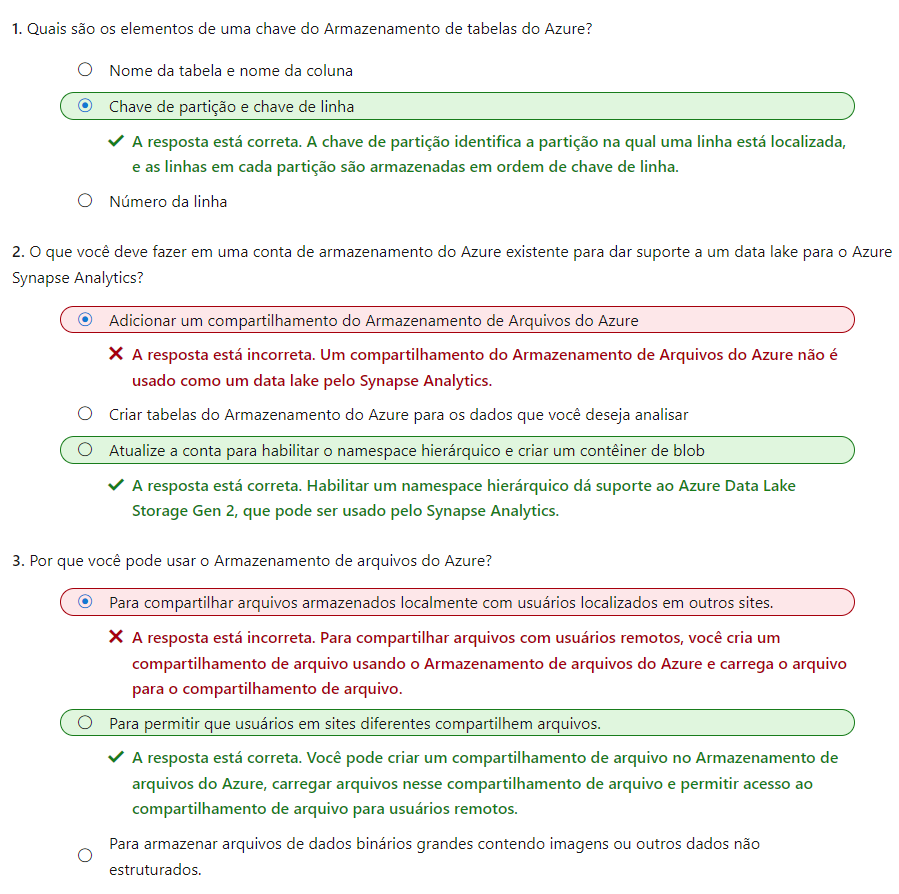 1. Quais são os elementos de uma chave do Armazenamento de tabelas do Azure?
Nome da tabela e nome da coluna
Chave de partição e chave de linha
A resposta está correta. A chave de partição identifica a partição na qual uma linha está localizada,
e as linhas em cada partição são armazenadas em ordem de chave de linha.
Número da linha
2. O que você deve fazer em uma conta de armazenamento do Azure existente para dar suporte a um data lake para o Azure
Synapse Analytics?
Adicionar um compartilhamento do Armazenamento de Arquivos do Azure
A resposta está incorreta. Um compartilhamento do Armazenamento de Arquivos do Azure não é
usado como um data lake pelo Synapse Analytics.
Criar tabelas do Armazenamento do Azure para os dados que você deseja analisar
Atualize a conta para habilitar o namespace hierárquico e criar um contêiner de blob
A resposta está correta. Habilitar um namespace hierárquico dá suporte ao Azure Data Lake
Storage Gen 2, que pode ser usado pelo Synapse Analytics.
3. Por que você pode usar o Armazenamento de arquivos do Azure?
Para compartilhar arquivos armazenados localmente com usuários localizados em outros sites.
A resposta está incorreta. Para compartilhar arquivos com usuários remotos, você cria um
compartilhamento de arquivo usando o Armazenamento de arquivos do Azure e carrega o arquivo
para o compartilhamento de arquivo.
Para permitir que usuários em sites diferentes compartilhem arquivos.
A resposta está correta. Você pode criar um compartilhamento de arquivo no Armazenamento de
arquivos do Azure, carregar arquivos nesse compartilhamento de arquivo e permitir acesso ao
compartilhamento de arquivo para usuários remotos.
Para armazenar arquivos de dados binários grandes contendo imagens ou outros dados não
estruturados.